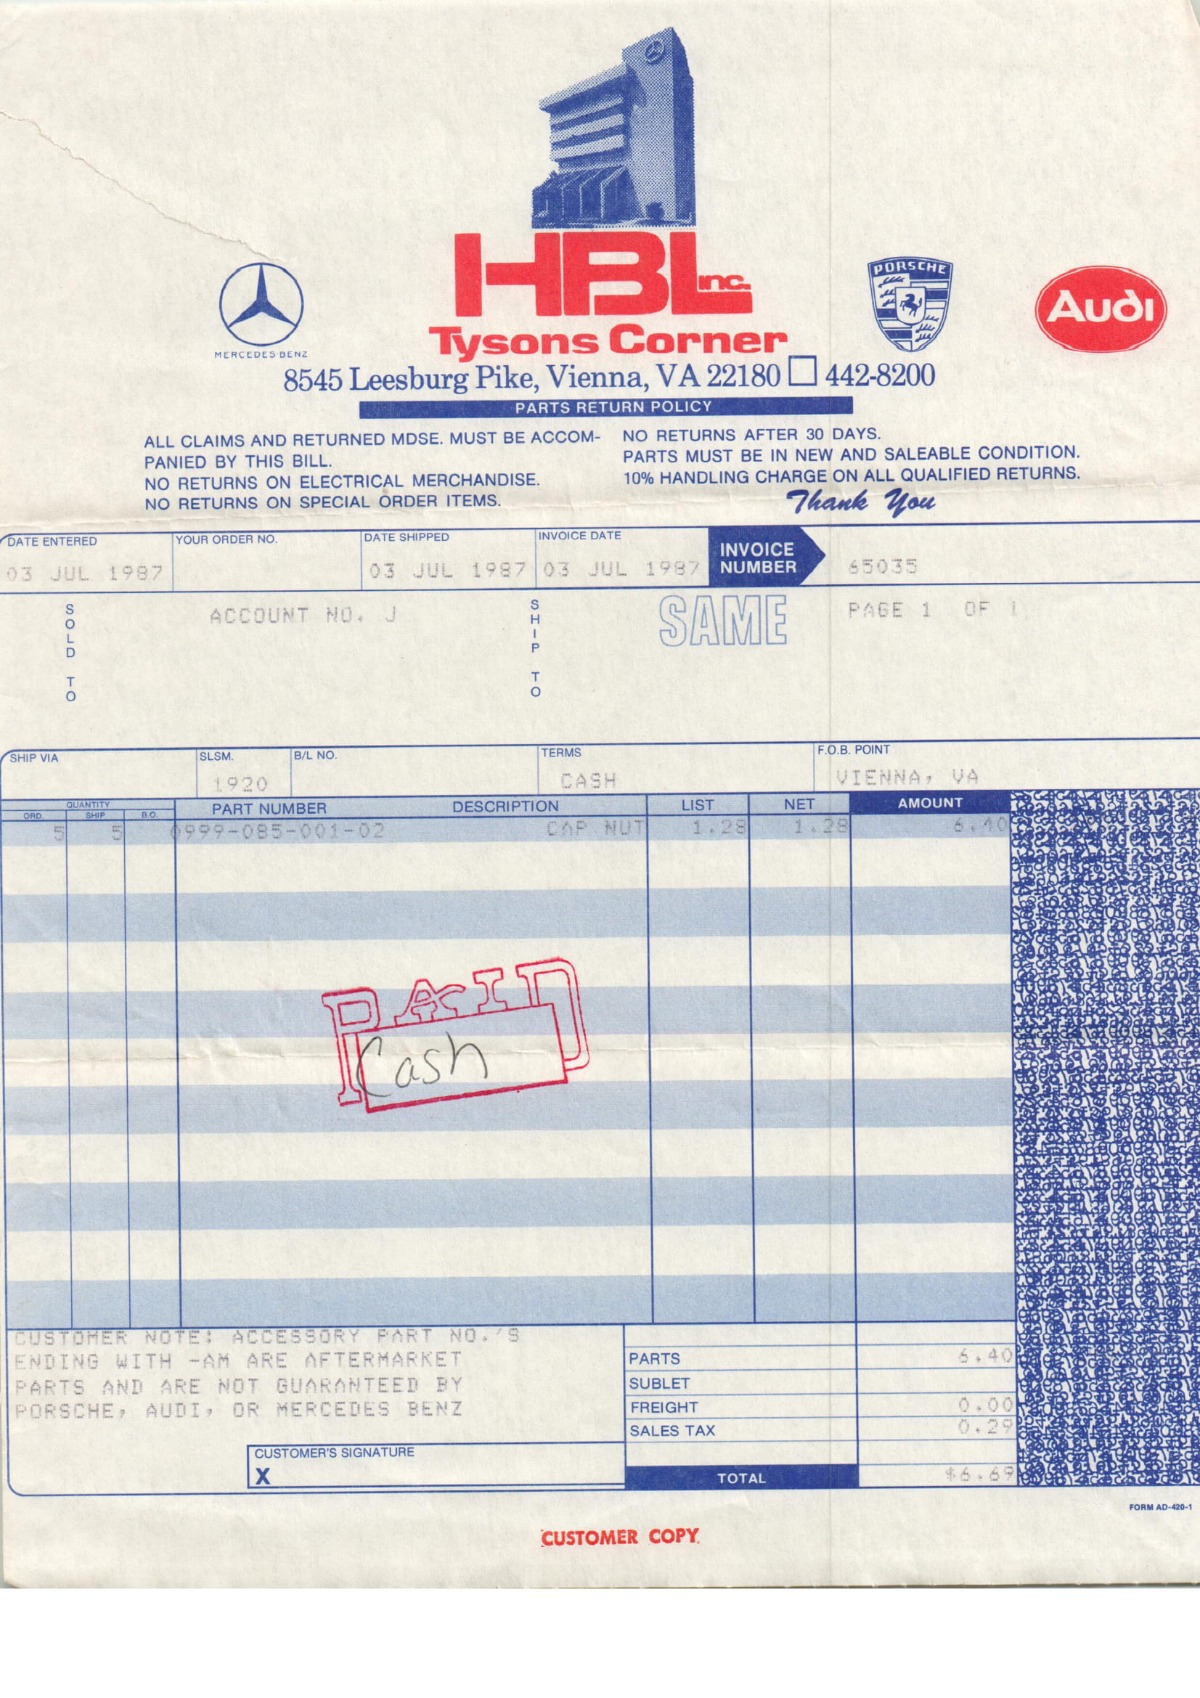 HBL inc.
Tysons Corner
MERCEDES-BENZ
PORSCHE
Audi
8545 Leesburg Pike, Vienna, VA 22180 442-8200
PARTS RETURN POLICY
ALL CLAIMS AND RETURNED MDSE. MUST BE ACCOM-
PANIED BY THIS BILL.
NO RETURNS ON ELECTRICAL MERCHANDISE.
NO RETURNS ON SPECIAL ORDER ITEMS.
NO RETURNS AFTER 30 DAYS.
PARTS MUST BE IN NEW AND SALEABLE CONDITION.
10% HANDLING CHARGE ON ALL QUALIFIED RETURNS.
Thank You
DATE ENTERED YOUR ORDER NO. DATE SHIPPED INVOICE DATE INVOICE NUMBER
03 JUL 1987 03 JUL 1987 03 JUL 1987 65035
SOLD TO ACCOUNT NO. J SHIP TO SAME PAGE 1 OF 1
SHIP VIA SLSM. B/L NO. TERMS F.O.B. POINT
1920 CASH VIENNA, VA
QUANTITY
ORD. SHIP B.O. PART NUMBER DESCRIPTION LIST NET AMOUNT
5 5 0999-085-001-02 CAP NUT 1.28 1.28 6.40
PAID
Cash
CUSTOMER NOTE: ACCESSORY PART NO.'S
ENDING WITH -AM ARE AFTERMARKET
PARTS AND ARE NOT GUARANTEED BY
PORSCHE, AUDI, OR MERCEDES BENZ
PARTS 6.40
SUBLET
FREIGHT 0.00
SALES TAX 0.29
CUSTOMER'S SIGNATURE
X
TOTAL $6.69
FORM AD-420-1
CUSTOMER COPY